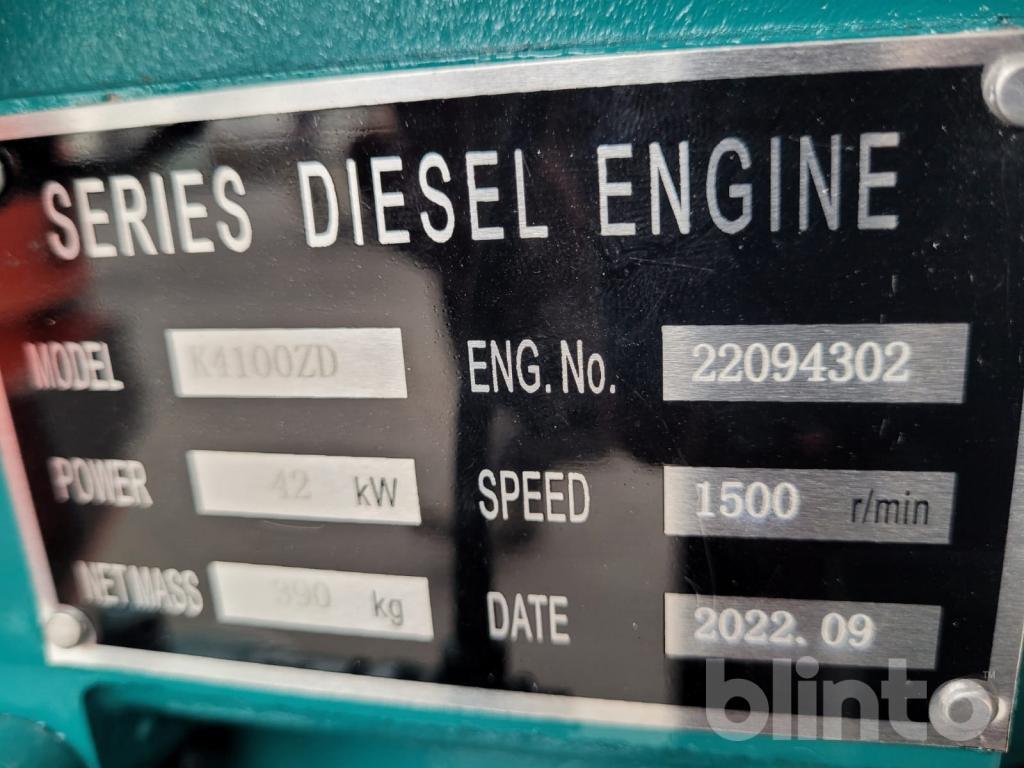 SERIES DIESEL ENGINE
MODEL K4100ZD ENG. No. 22094302
POWER 42 kW SPEED 1500 r/min
NET MASS 390 kg DATE 2022. 09
blinto™